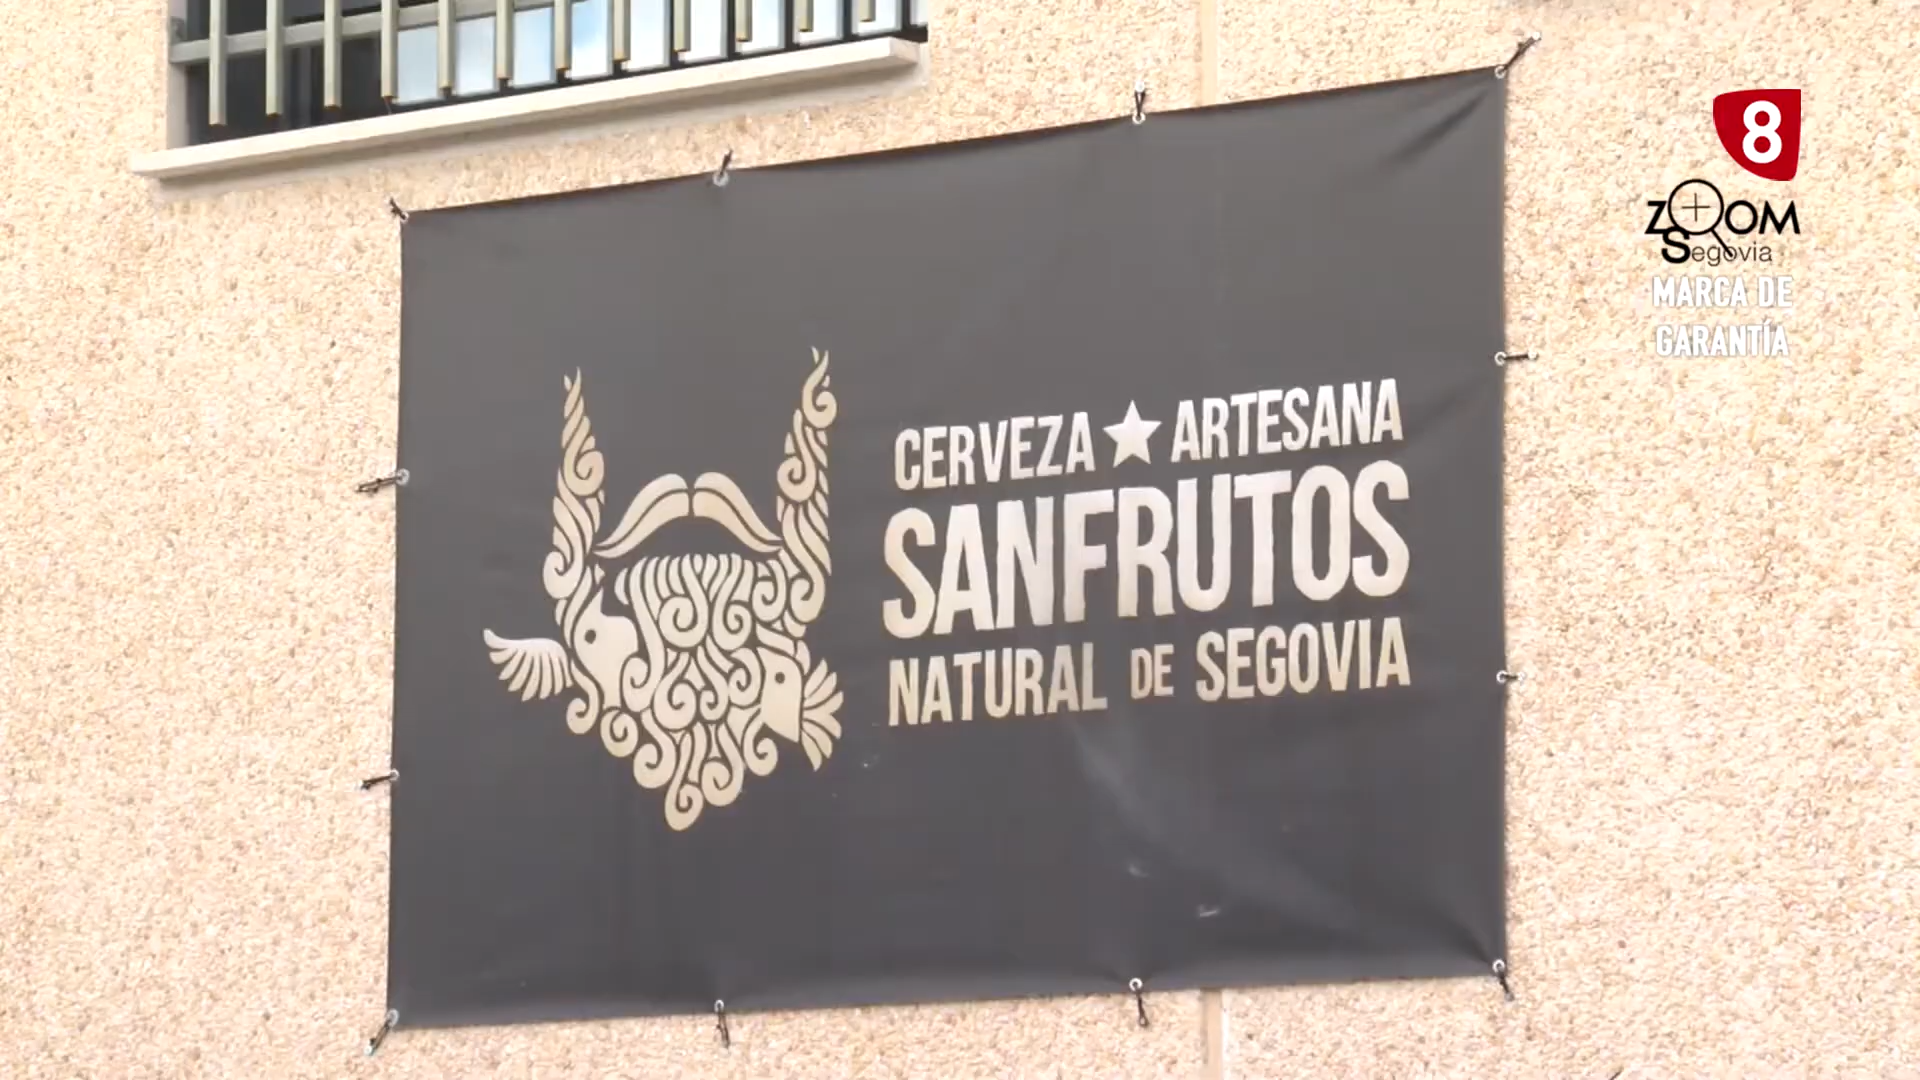 CERVEZA ★ ARTESANA
SANFRUTOS
NATURAL DE SEGOVIA
8
ZOOM
Segovia
MARCA DE
GARANTÍA